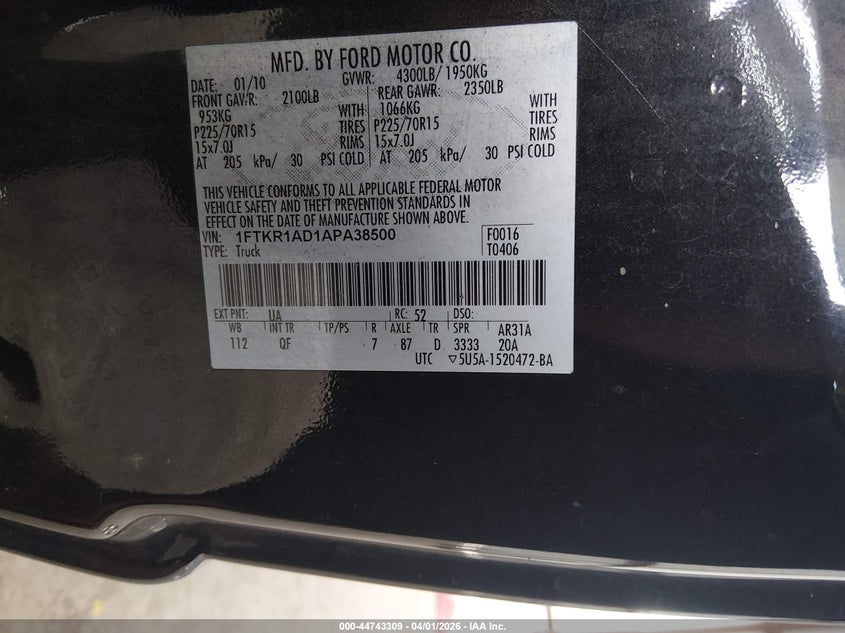 MFD. BY FORD MOTOR CO.
DATE: 01/10 GVWR: 4300LB/ 1950KG
FRONT GAWR: 2100LB REAR GAWR: 2350LB
953KG WITH 1066KG WITH
P225/70R15 TIRES P225/70R15 TIRES
15x7.0J RIMS 15x7.0J RIMS
AT 205 kPa/ 30 PSI COLD AT 205 kPa/ 30 PSI COLD
THIS VEHICLE CONFORMS TO ALL APPLICABLE FEDERAL MOTOR
VEHICLE SAFETY AND THEFT PREVENTION STANDARDS IN
EFFECT ON THE DATE OF MANUFACTURE SHOWN ABOVE.
VIN: 1FTKR1AD1APA38500 F0016
TYPE: Truck T0406
EXT PNT: UA RC: 52 DSO:
WB INT TR TP/PS R AXLE TR SPR AR31A
112 QF - 7 87 D 3333 20A
UTC ▽5U5A-1520472-BA
000-44743309 - 04/01/2026 - IAA Inc.